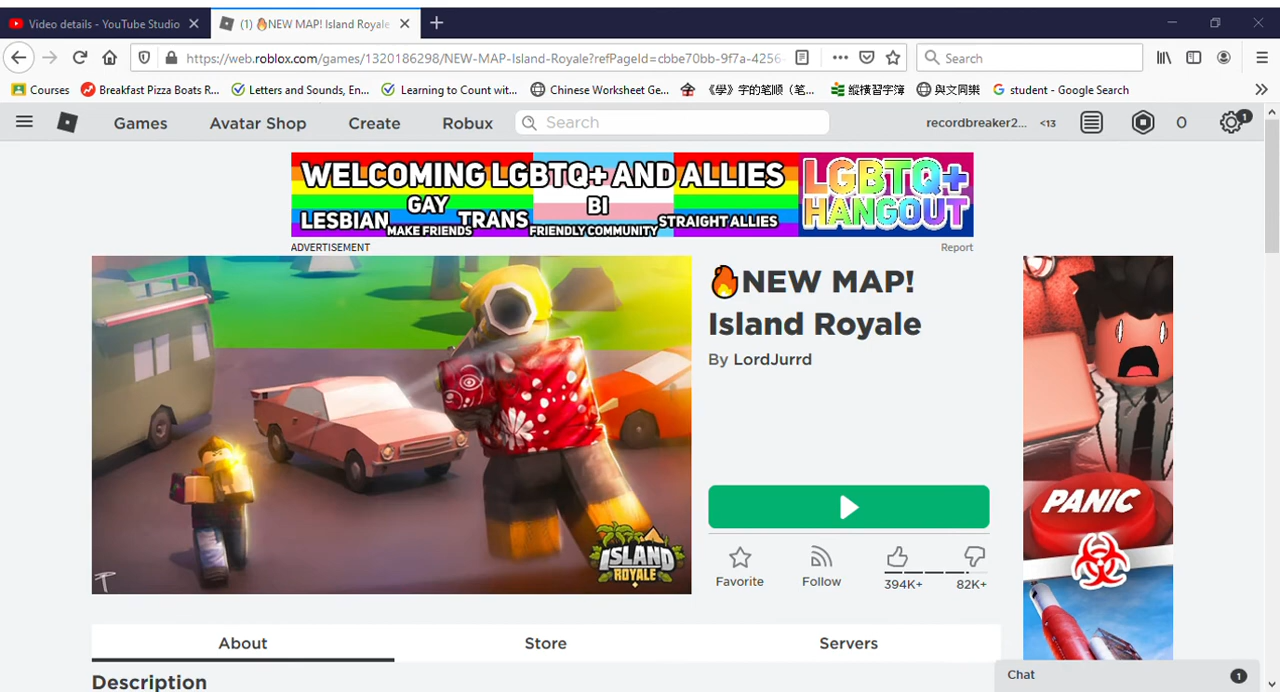 Video details - YouTube Studio
(1) 🔥NEW MAP! Island Royale
https://web.roblox.com/games/1320186298/NEW-MAP-Island-Royale?refPageId=cbbe70bb-9f7a-4256-
Search
Courses
Breakfast Pizza Boats R...
Letters and Sounds, En...
Learning to Count wit...
Chinese Worksheet Ge...
《學》字的笔顺（笔...
縱橫習字簿
與文同樂
student - Google Search
Games
Avatar Shop
Create
Robux
Search
recordbreaker2...
<13
0
1
WELCOMING LGBTQ+ AND ALLIES
GAY
BI
LESBIAN
TRANS
STRAIGHT ALLIES
MAKE FRIENDS
FRIENDLY COMMUNITY
LGBTQ+
HANGOUT
ADVERTISEMENT
Report
🔥NEW MAP!
Island Royale
By LordJurrd
ISLAND
ROYALE
PANIC
Favorite
Follow
394K+
82K+
About
Store
Servers
Description
Chat
1